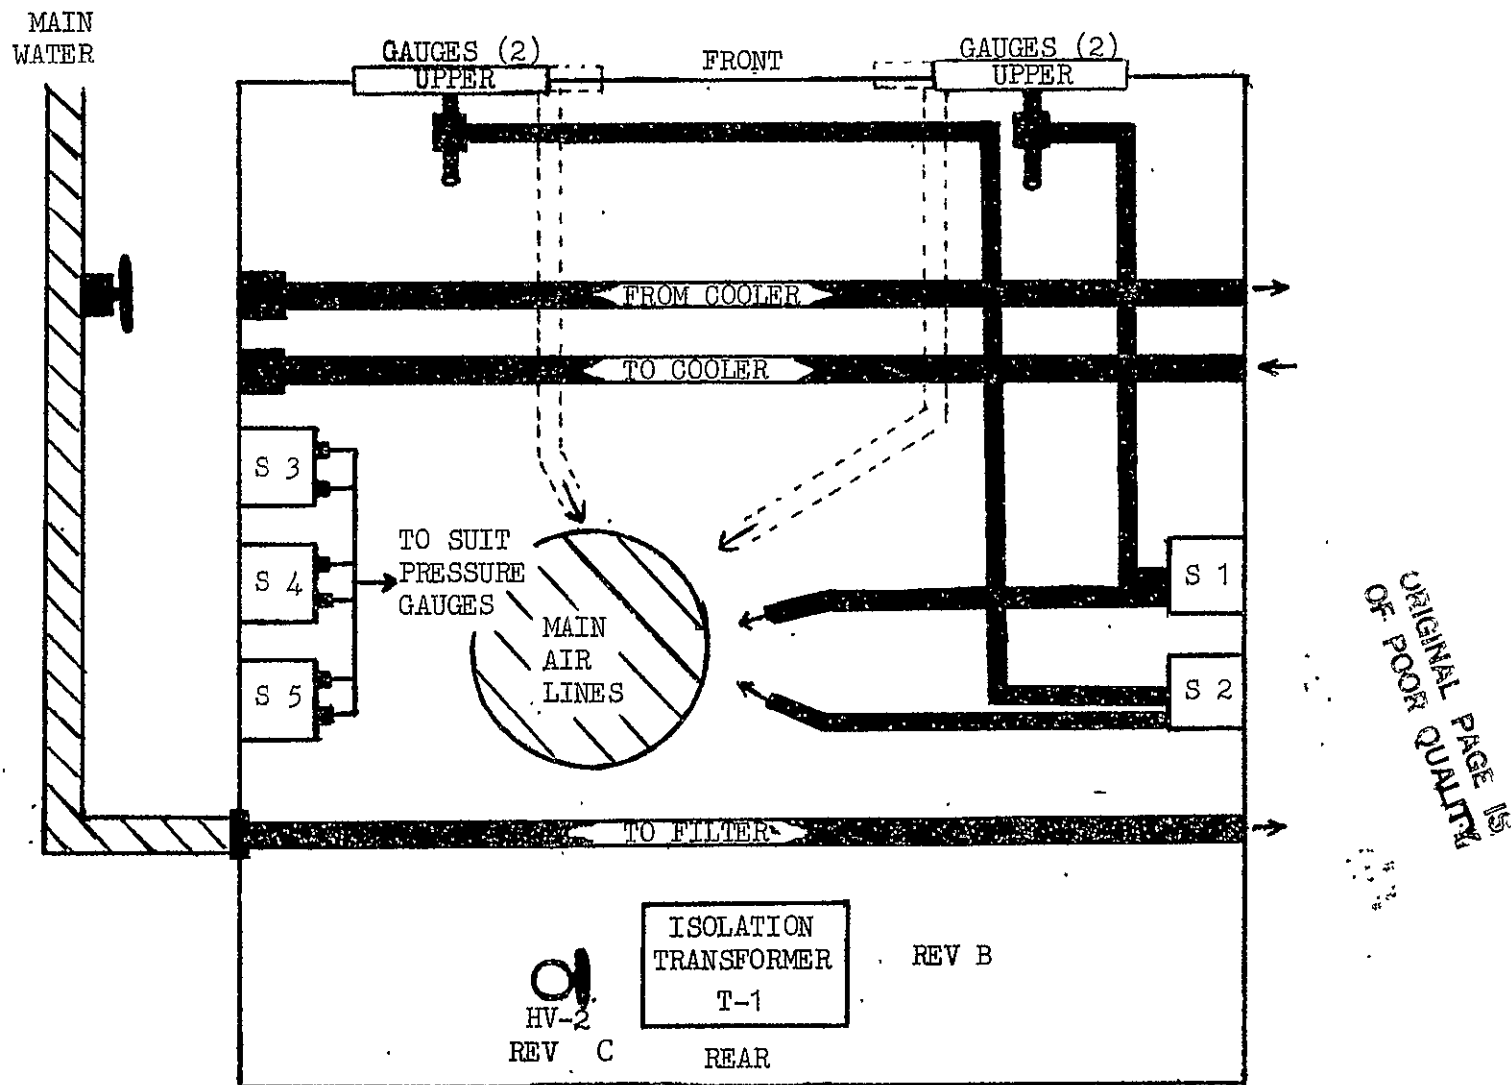 MAIN
WATER
GAUGES (2)
UPPER
FRONT
GAUGES (2)
UPPER
FROM COOLER
TO COOLER
S 3
S 4
S 5
TO SUIT
PRESSURE
GAUGES
MAIN
AIR
LINES
S 1
S 2
TO FILTER
ISOLATION
TRANSFORMER
T-1
REV B
HV-2
REV C
REAR
ORIGINAL PAGE IS
OF POOR QUALITY